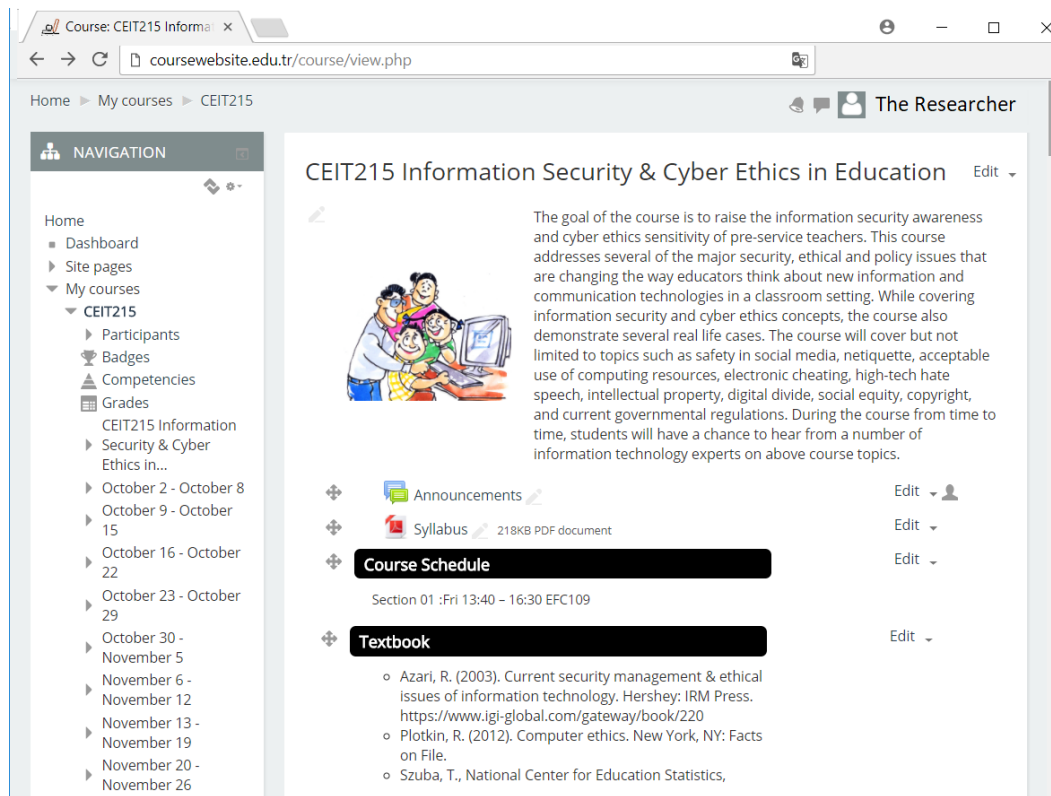 Course: CEIT215 Informat
coursewebsite.edu.tr/course/view.php
Home My courses CEIT215
The Researcher
NAVIGATION
Home
Dashboard
Site pages
My courses
CEIT215
Participants
Badges
Competencies
Grades
CEIT215 Information
Security & Cyber
Ethics in...
October 2 - October 8
October 9 - October
15
October 16 - October
22
October 23 - October
29
October 30 -
November 5
November 6 -
November 12
November 13 -
November 19
November 20 -
November 26
CEIT215 Information Security & Cyber Ethics in Education Edit
The goal of the course is to raise the information security awareness
and cyber ethics sensitivity of pre-service teachers. This course
addresses several of the major security, ethical and policy issues that
are changing the way educators think about new information and
communication technologies in a classroom setting. While covering
information security and cyber ethics concepts, the course also
demonstrate several real life cases. The course will cover but not
limited to topics such as safety in social media, netiquette, acceptable
use of computing resources, electronic cheating, high-tech hate
speech, intellectual property, digital divide, social equity, copyright,
and current governmental regulations. During the course from time to
time, students will have a chance to hear from a number of
information technology experts on above course topics.
Announcements Edit
Syllabus 218KB PDF document Edit
Course Schedule Edit
Section 01 :Fri 13:40 – 16:30 EFC109
Textbook Edit
Azari, R. (2003). Current security management & ethical
issues of information technology. Hershey: IRM Press.
https://www.igi-global.com/gateway/book/220
Plotkin, R. (2012). Computer ethics. New York, NY: Facts
on File.
Szuba, T., National Center for Education Statistics,